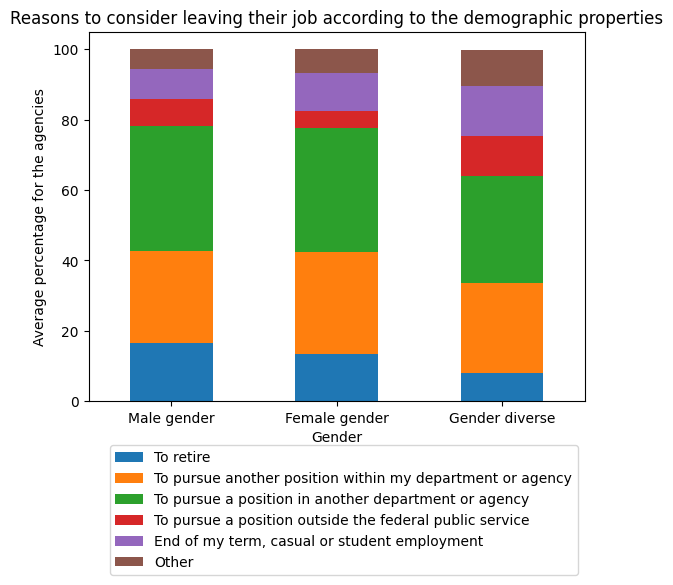 Reasons to consider leaving their job according to the demographic properties
Average percentage for the agencies
100
80
60
40
20
0
Male gender Female gender Gender diverse
Gender
To retire
To pursue another position within my department or agency
To pursue a position in another department or agency
To pursue a position outside the federal public service
End of my term, casual or student employment
Other